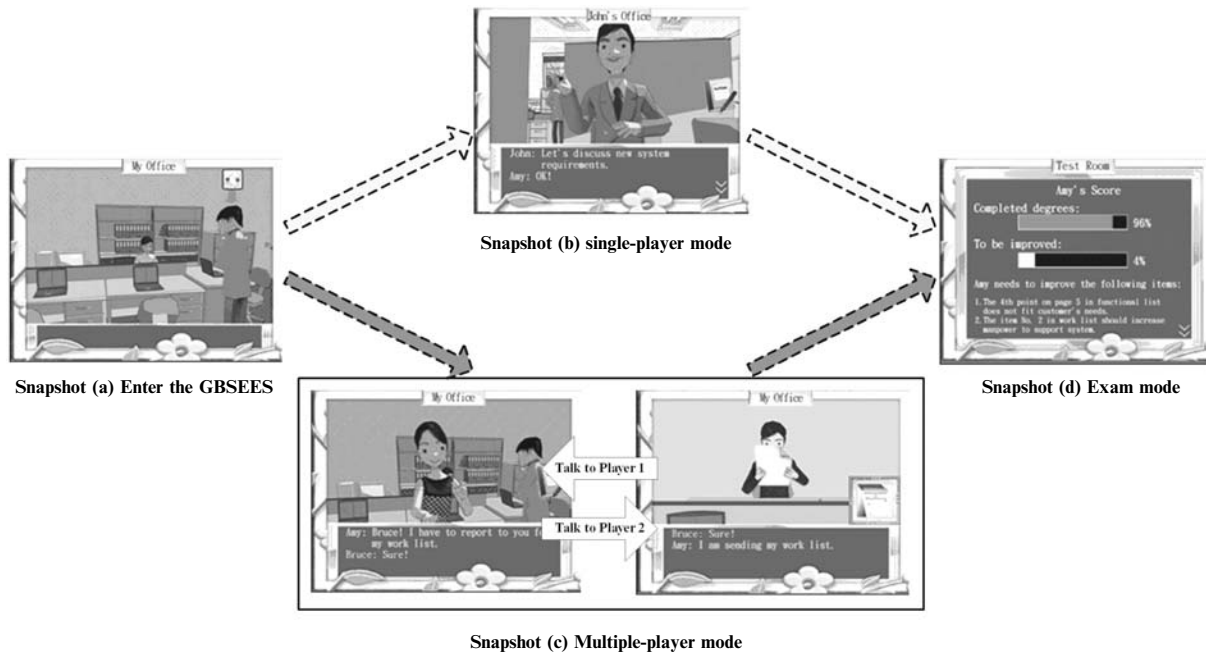 John's Office
John: Let's discuss new system
requirements.
Amy: OK!
Snapshot (b) single-player mode
My Office
Snapshot (a) Enter the GBSEES
Test Room
Amy's Score
Completed degrees:
96%
To be improved:
4%
Amy needs to improve the following items:
1.The 4th point on page 5 in functional list
does not fit customer's needs.
2.The item No. 2 in work list should increase
manpower to support system.
Snapshot (d) Exam mode
My Office
Talk to Player 1
Talk to Player 2
Amy: Bruce! I have to report to you
my work list.
Bruce: Sure!
My Office
Bruce: Sure!
Amy: I am sending my work list.
Snapshot (c) Multiple-player mode